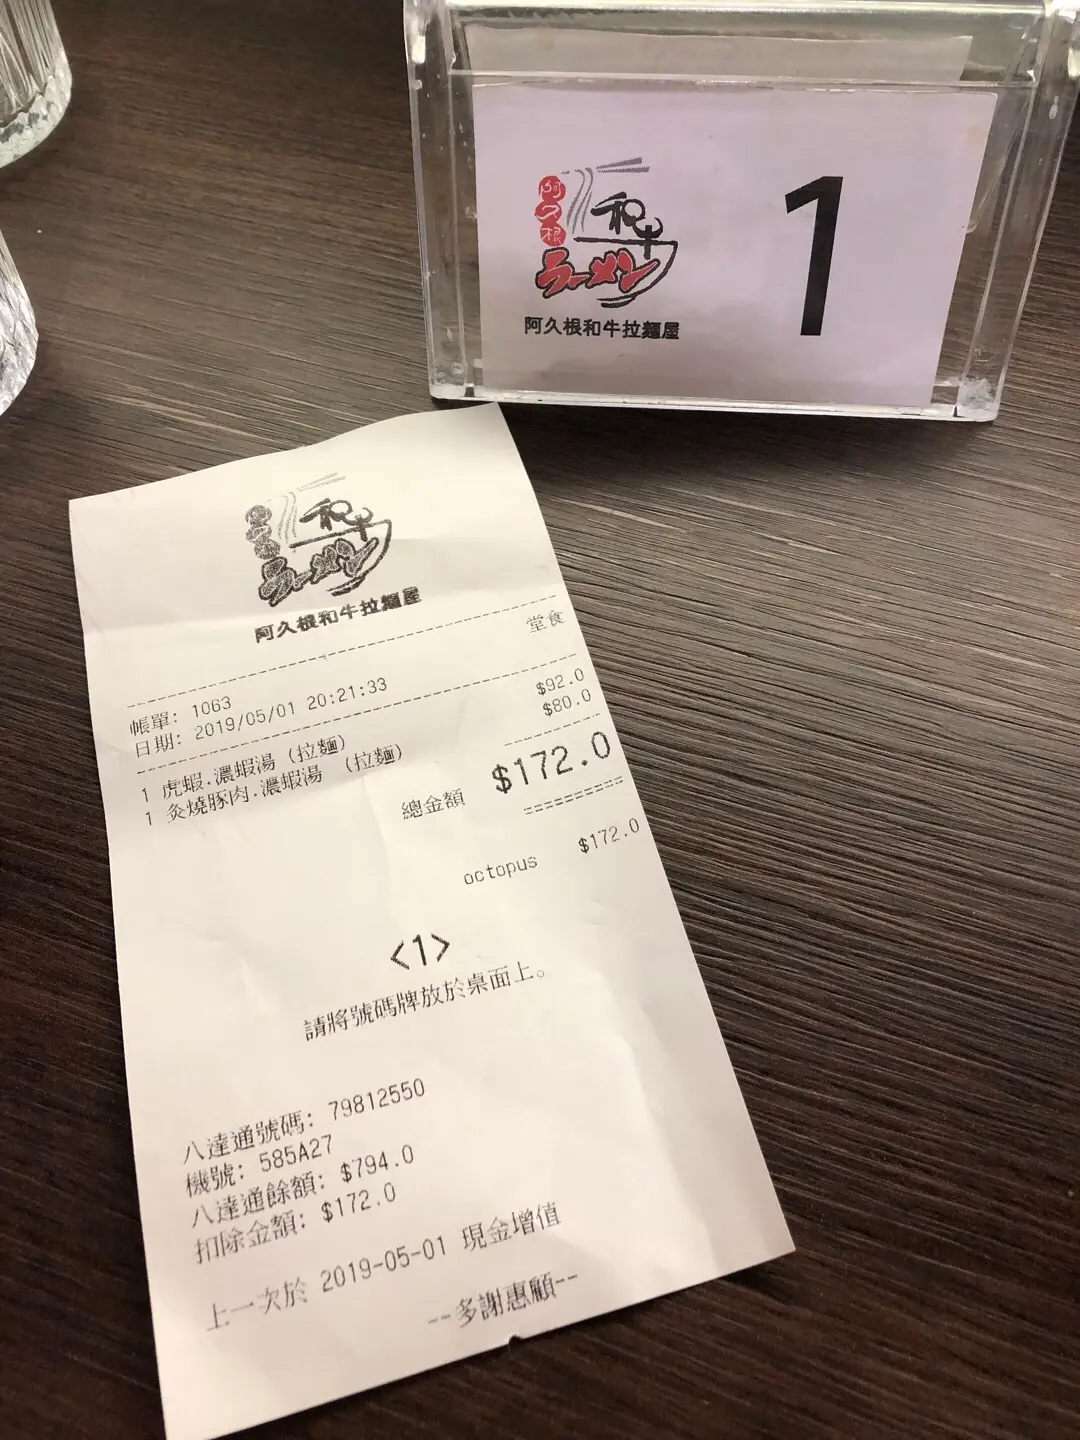 阿久根
和牛
ラーメン
阿久根和牛拉麵屋
1
阿久根
和牛
ラーメン
阿久根和牛拉麵屋
堂食
帳單: 1063
日期: 2019/05/01 20:21:33
1 虎蝦.濃蝦湯 (拉麵) $92.0
1 炙燒豚肉.濃蝦湯 (拉麵) $80.0
總金額 $172.0
octopus $172.0
<1>
請將號碼牌放於桌面上。
八達通號碼: 79812550
機號: 585A27
八達通餘額: $794.0
扣除金額: $172.0
上一次於 2019-05-01 現金增值
--多謝惠顧--